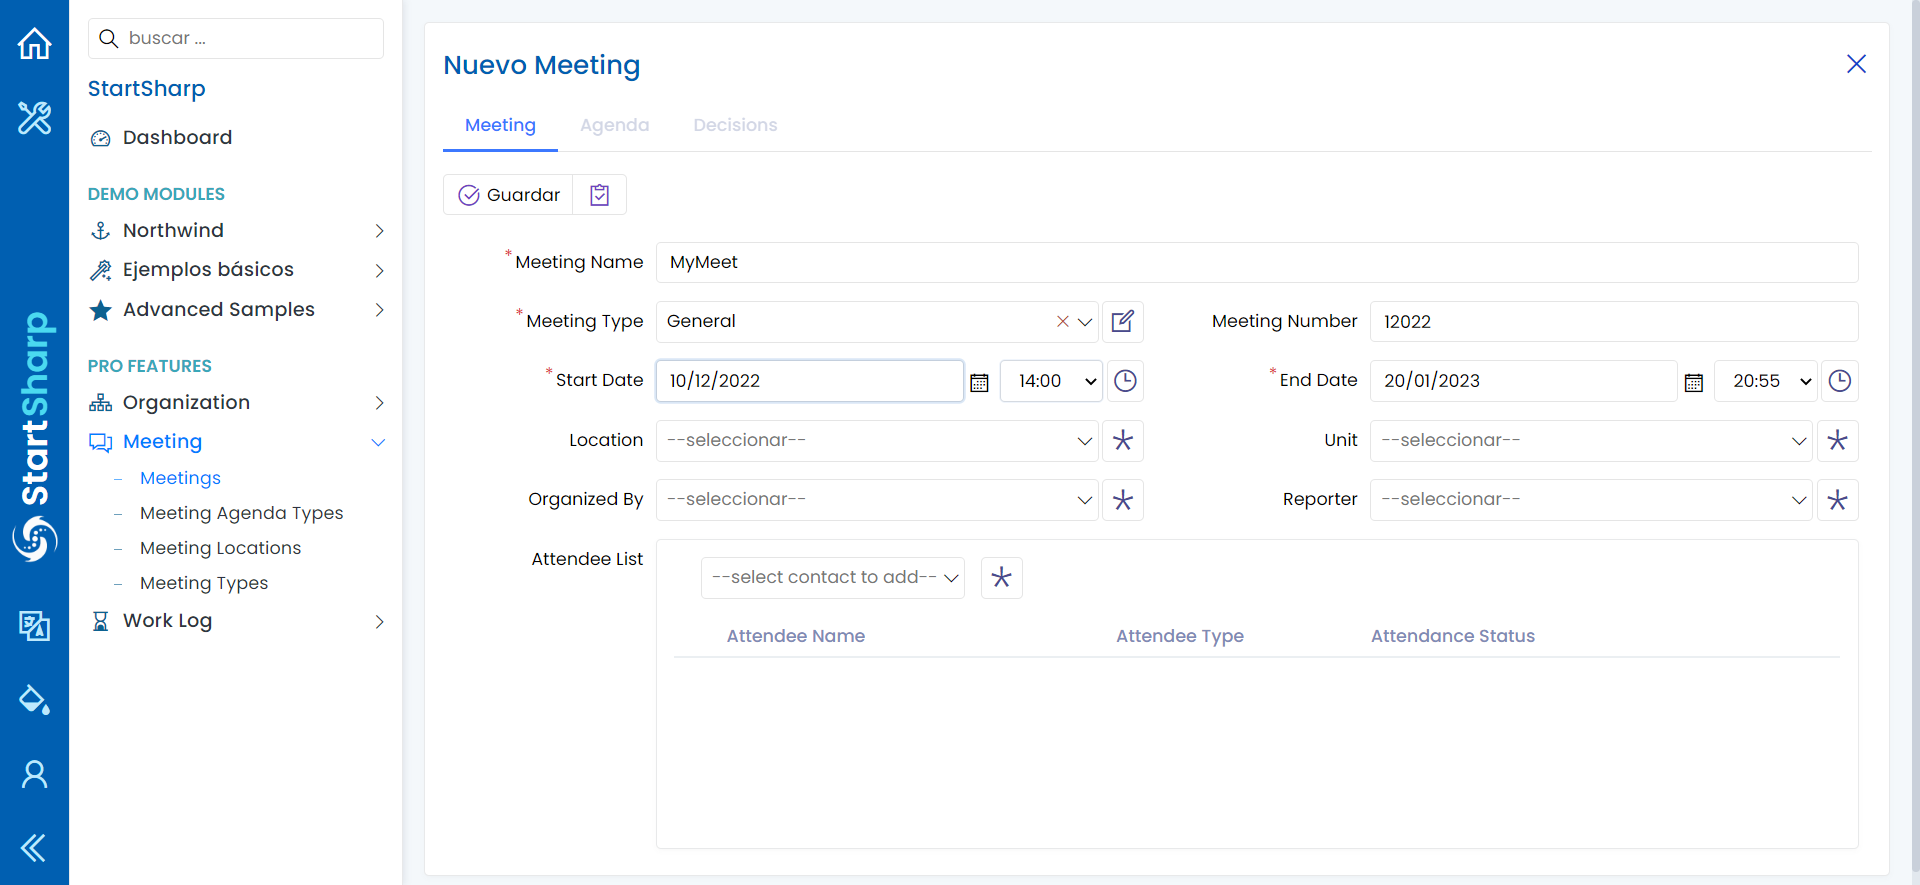 buscar ...
StartSharp
Dashboard
DEMO MODULES
Northwind
Ejemplos básicos
Advanced Samples
PRO FEATURES
Organization
Meeting
– Meetings
– Meeting Agenda Types
– Meeting Locations
– Meeting Types
Work Log
StartSharp
Nuevo Meeting
Meeting Agenda Decisions
Guardar
* Meeting Name MyMeet
* Meeting Type General Meeting Number 12022
* Start Date 10/12/2022 14:00 * End Date 20/01/2023 20:55
Location --seleccionar-- Unit --seleccionar--
Organized By --seleccionar-- Reporter --seleccionar--
Attendee List
--select contact to add--
Attendee Name Attendee Type Attendance Status